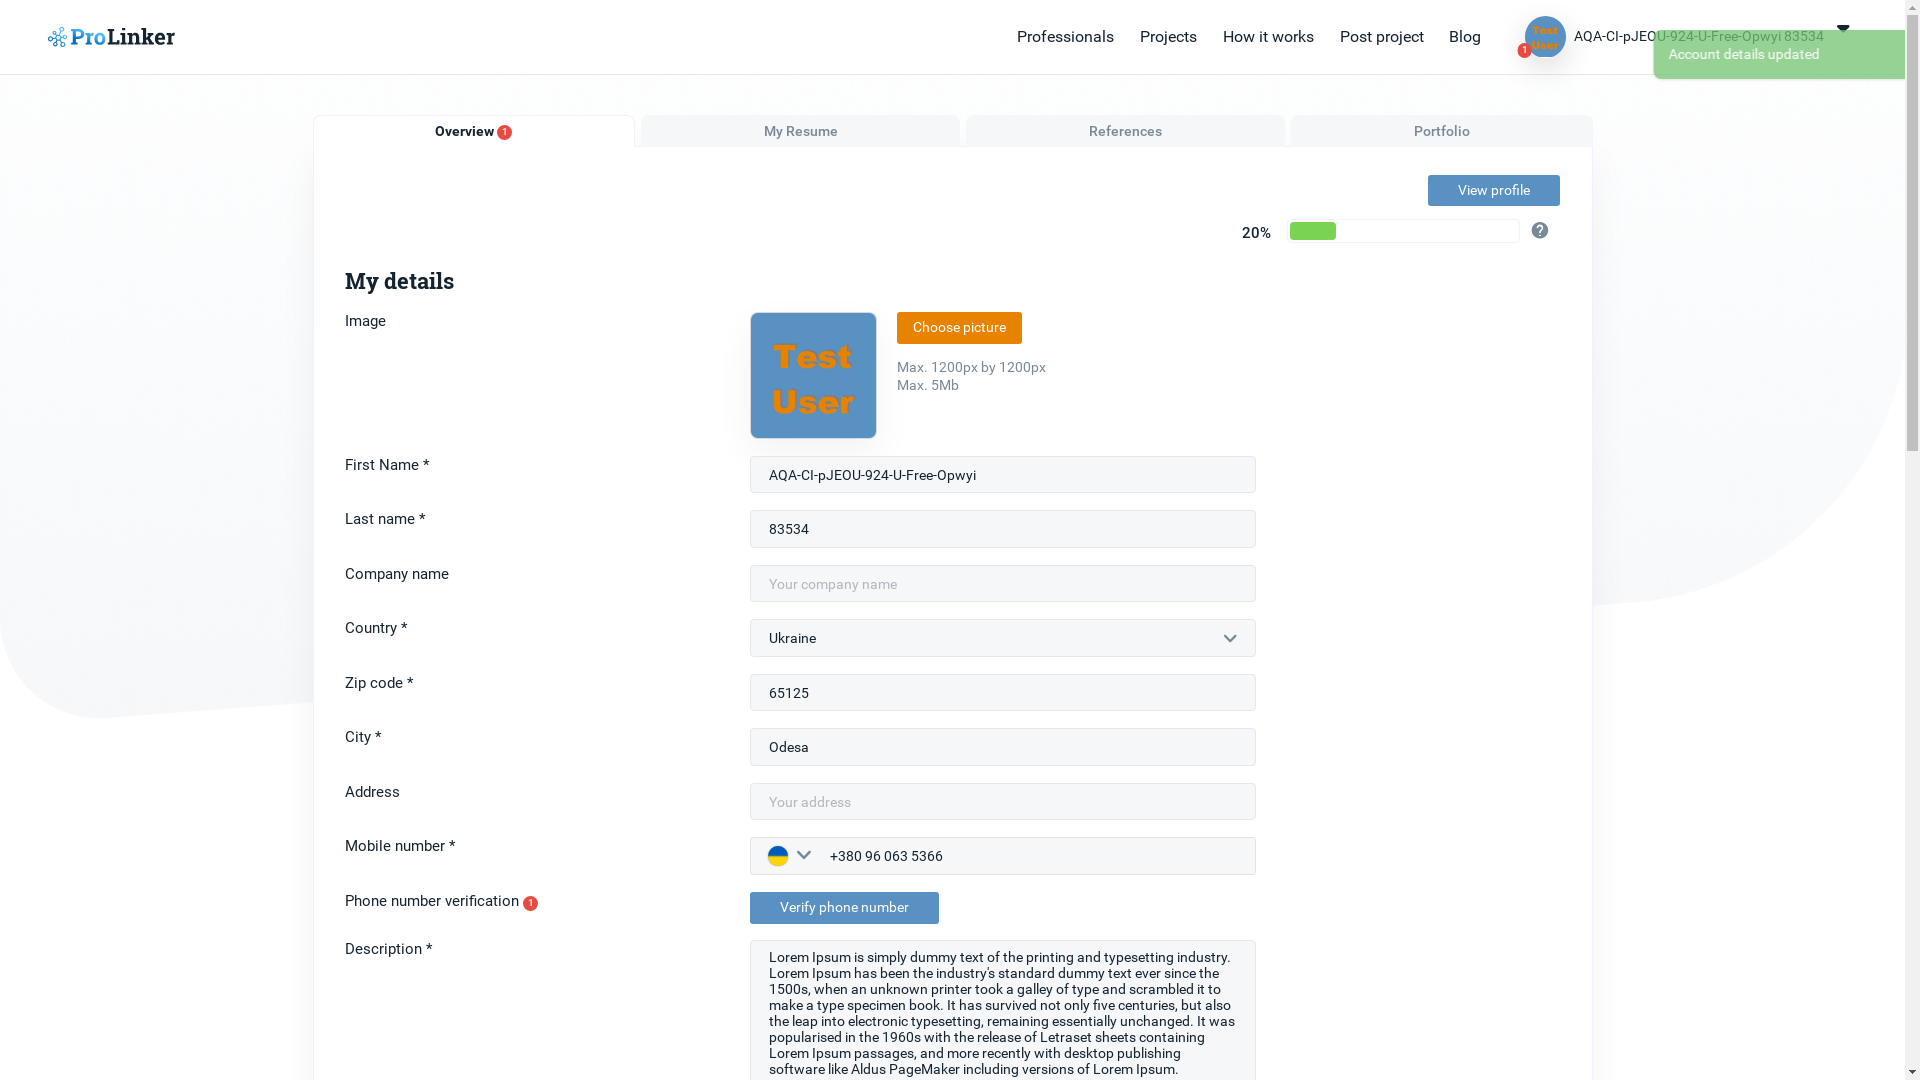 ProLinker
Professionals
Projects
How it works
Post project
Blog
Test
User
1
AQA-CI-pJEOU-924-U-Free-Opwyi 83534
Account details updated
Overview 1
My Resume
References
Portfolio
View profile
20%
?
My details
Image
Test
User
Choose picture
Max. 1200px by 1200px
Max. 5Mb
First Name *
AQA-CI-pJEOU-924-U-Free-Opwyi
Last name *
83534
Company name
Your company name
Country *
Ukraine
Zip code *
65125
City *
Odesa
Address
Your address
Mobile number *
+380 96 063 5366
Phone number verification 1
Verify phone number
Description *
Lorem Ipsum is simply dummy text of the printing and typesetting industry.
Lorem Ipsum has been the industry's standard dummy text ever since the
1500s, when an unknown printer took a galley of type and scrambled it to
make a type specimen book. It has survived not only five centuries, but also
the leap into electronic typesetting, remaining essentially unchanged. It was
popularised in the 1960s with the release of Letraset sheets containing
Lorem Ipsum passages, and more recently with desktop publishing
software like Aldus PageMaker including versions of Lorem Ipsum.